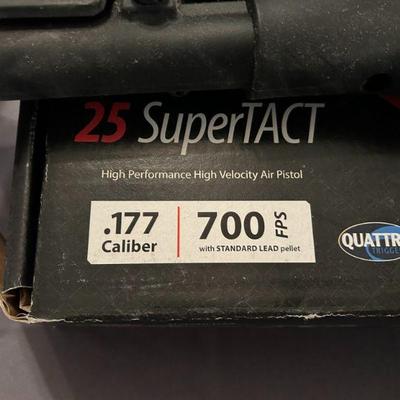 25 SuperTACT
High Performance High Velocity Air Pistol
.177
Caliber
700 FPS
with STANDARD LEAD pellet